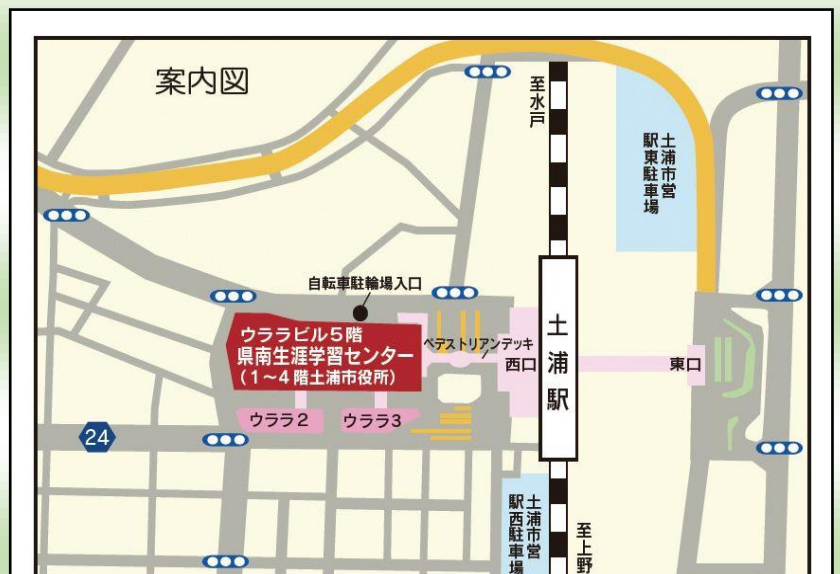 案内図
至水戸
土浦市営
駅東駐車場
自転車駐輪場入口
ウララビル5階
県南生涯学習センター
(1～4階土浦市役所)
ペデストリアンデッキ
西口
土浦駅
東口
ウララ2
ウララ3
24
土浦市営
駅西駐車場
至上野